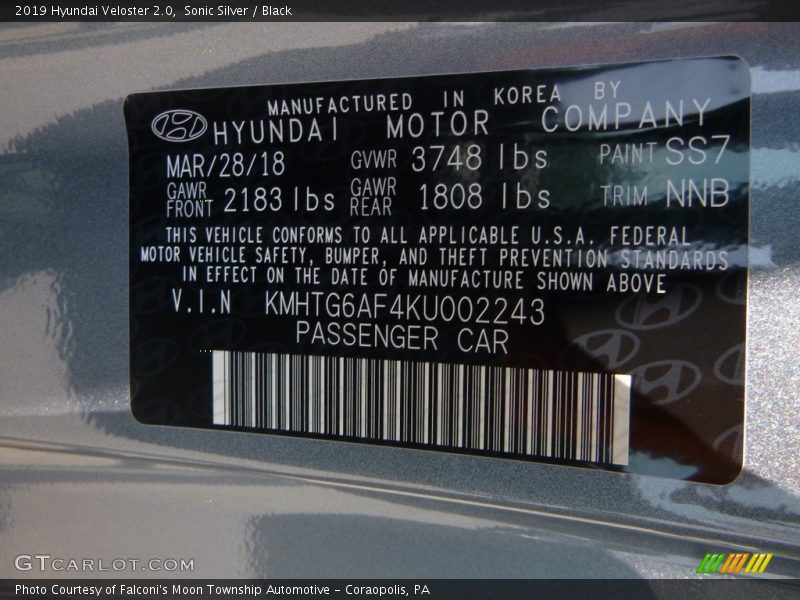 2019 Hyundai Veloster 2.0,  Sonic Silver / Black
MANUFACTURED IN KOREA BY
HYUNDAI MOTOR COMPANY
MAR/28/18 GVWR 3748 lbs PAINT SS7
GAWR FRONT 2183 lbs GAWR REAR 1808 lbs TRIM NNB
THIS VEHICLE CONFORMS TO ALL APPLICABLE U.S.A. FEDERAL
MOTOR VEHICLE SAFETY, BUMPER, AND THEFT PREVENTION STANDARDS
IN EFFECT ON THE DATE OF MANUFACTURE SHOWN ABOVE
V.I.N KMHTG6AF4KU002243
PASSENGER CAR
GTCARLOT.COM
Photo Courtesy of Falconi's Moon Township Automotive - Coraopolis, PA